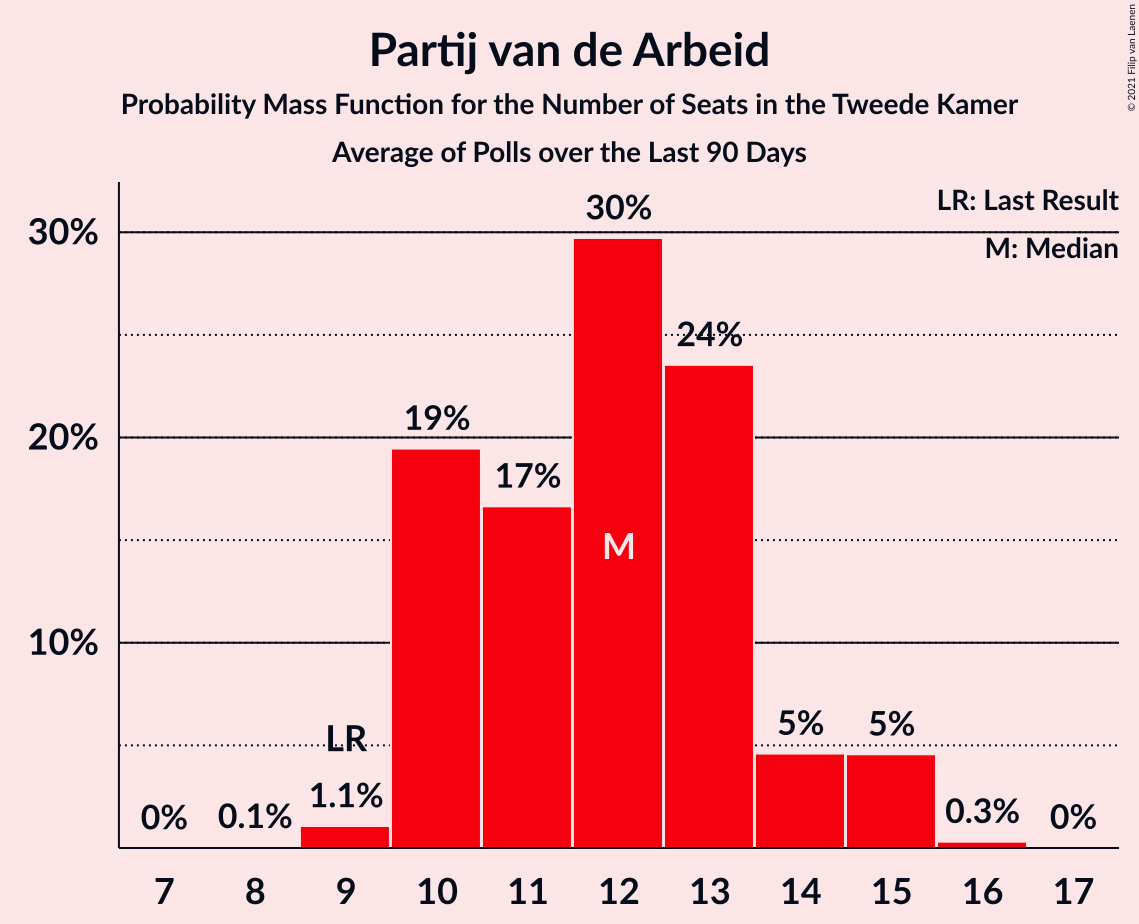 Partij van de Arbeid
Probability Mass Function for the Number of Seats in the Tweede Kamer
Average of Polls over the Last 90 Days
© 2021 Filip van Laenen
LR: Last Result
M: Median
30%
20%
10%
0%
0.1%
LR
1.1%
19%
17%
30%
M
24%
5%
5%
0.3%
0%
7 8 9 10 11 12 13 14 15 16 17